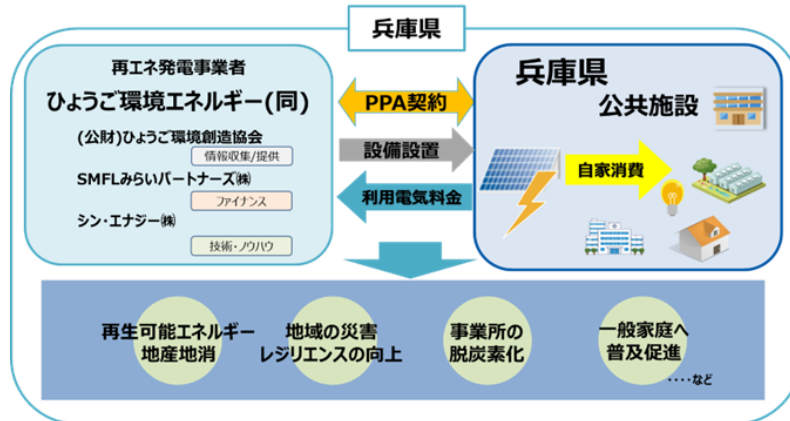 兵庫県
再エネ発電事業者
ひょうご環境エネルギー(同)
(公財)ひょうご環境創造協会
情報収集/提供
SMFLみらいパートナーズ㈱
ファイナンス
シン・エナジー㈱
技術・ノウハウ
PPA契約
設備設置
利用電気料金
兵庫県
公共施設
自家消費
再生可能エネルギー
地産地消
地域の災害
レジリエンスの向上
事業所の
脱炭素化
一般家庭へ
普及促進
‥‥など